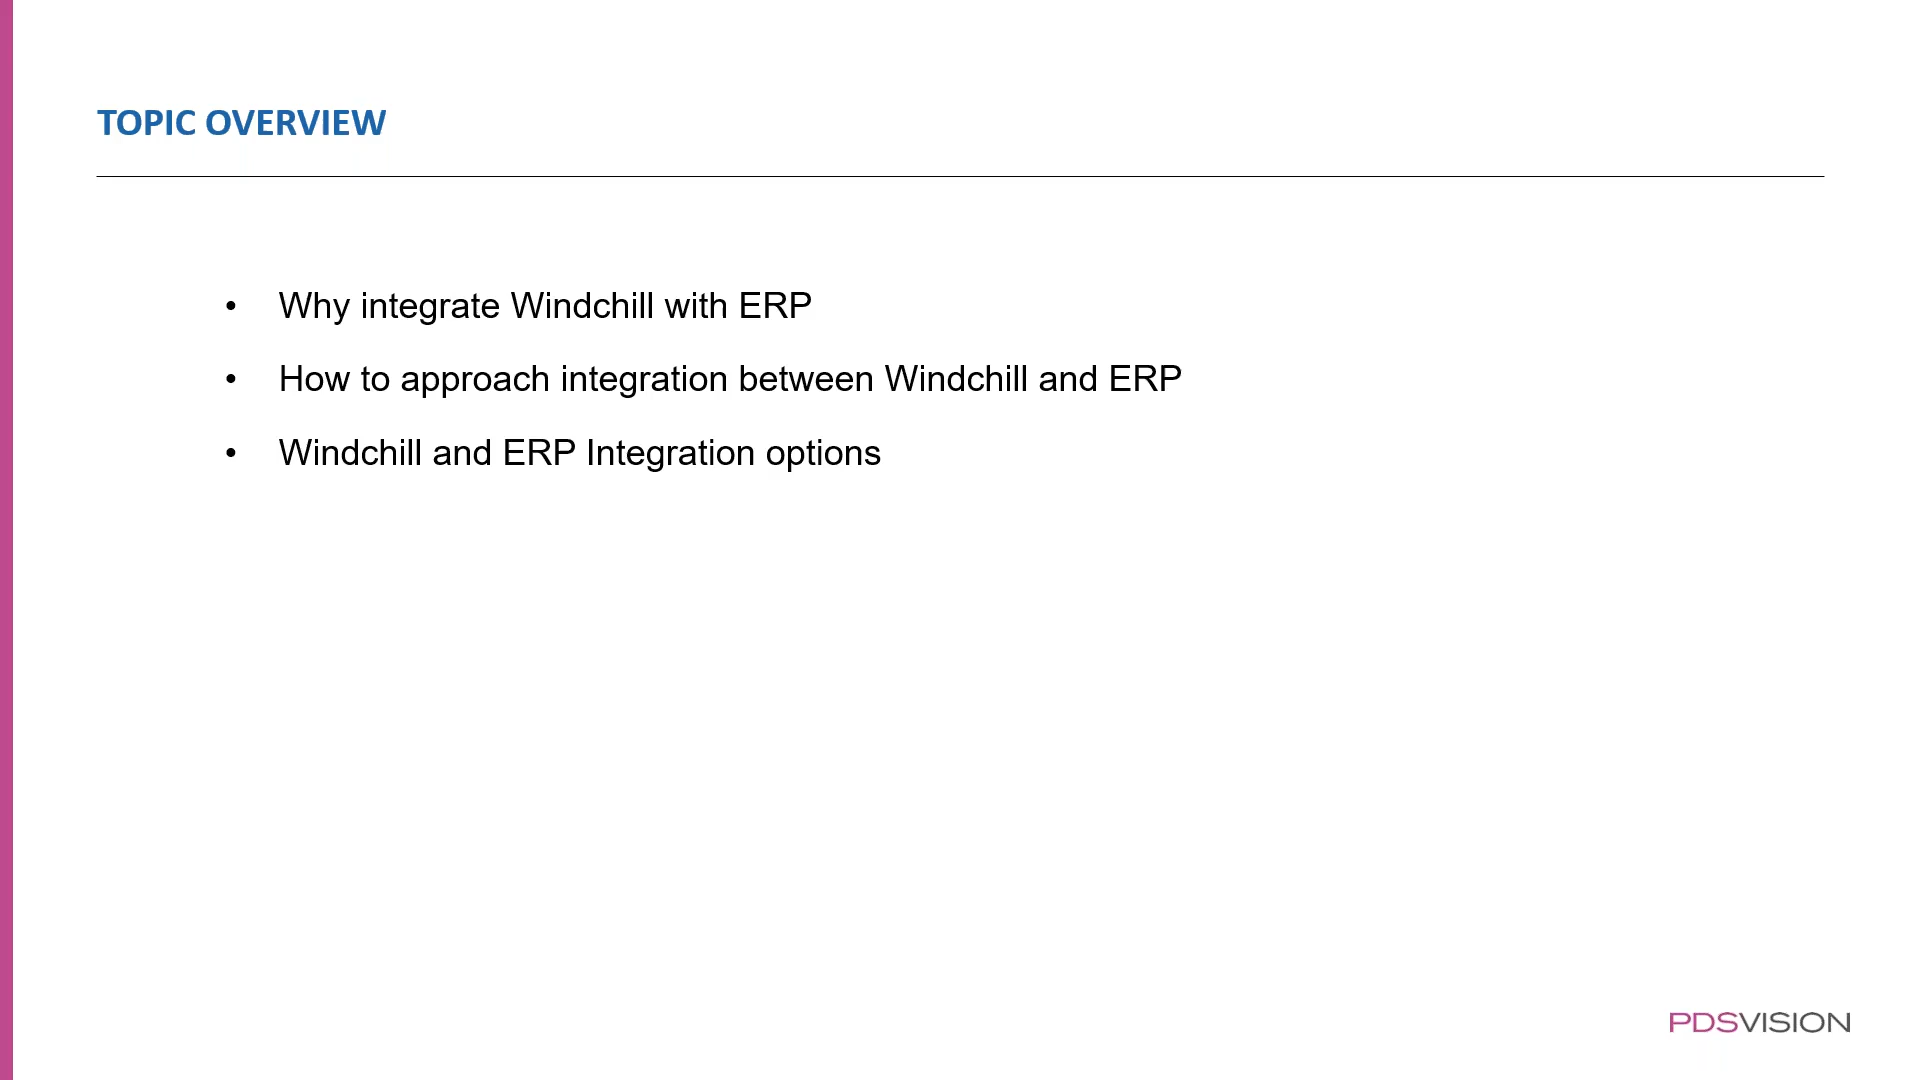 TOPIC OVERVIEW
• Why integrate Windchill with ERP
• How to approach integration between Windchill and ERP
• Windchill and ERP Integration options
PDSVISION